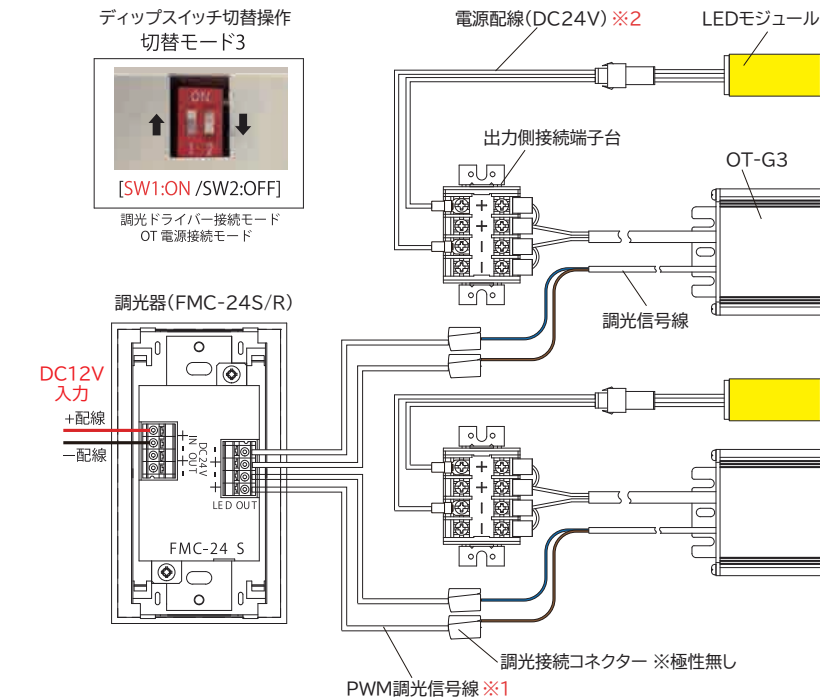 ディップスイッチ切替操作
切替モード3
ON
1 2
[SW1:ON /SW2:OFF]
調光ドライバー接続モード
OT 電源接続モード
電源配線(DC24V) ※2
LEDモジュール
出力側接続端子台
OT-G3
+
+
-
-
調光信号線
調光器(FMC-24S/R)
DC12V
入力
+配線
-配線
+
-
+
-
IN OUT
DC24V
-
+
-
+
LED OUT
FMC-24 S
+
+
-
-
調光接続コネクター ※極性無し
PWM調光信号線 ※1